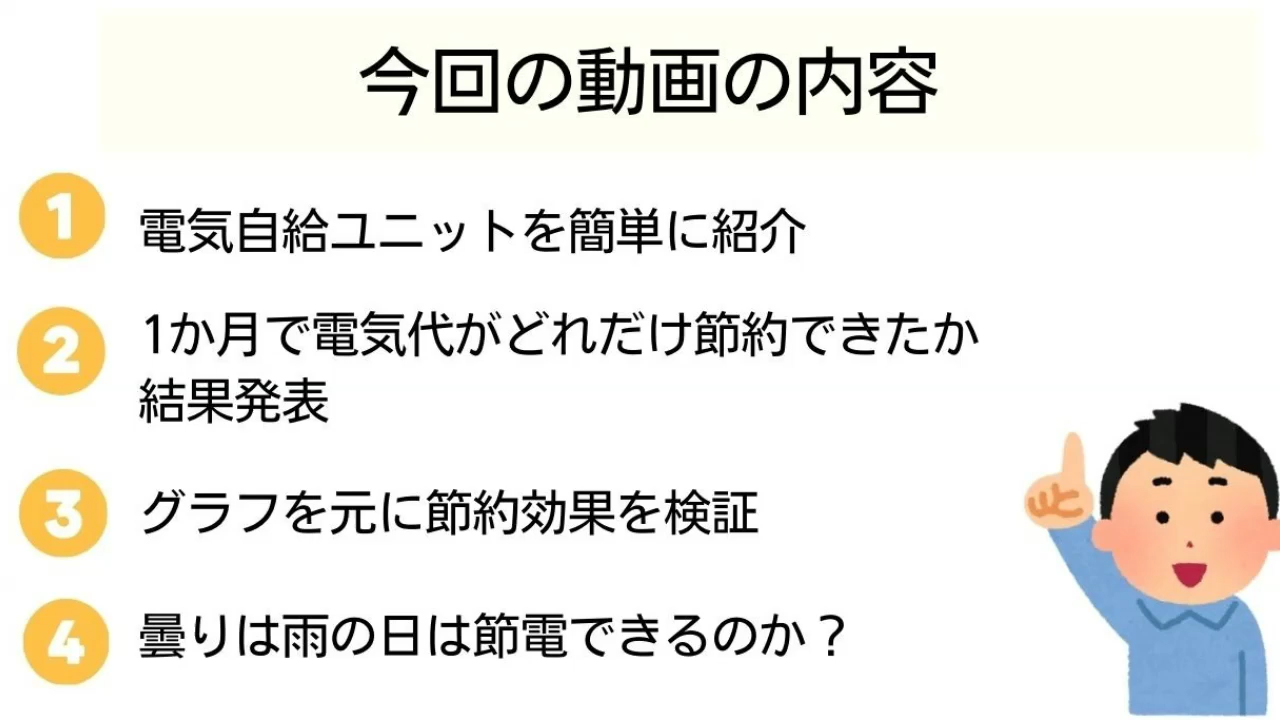 今回の動画の内容
1 電気自給ユニットを簡単に紹介
2 1か月で電気代がどれだけ節約できたか
結果発表
3 グラフを元に節約効果を検証
4 曇りは雨の日は節電できるのか？